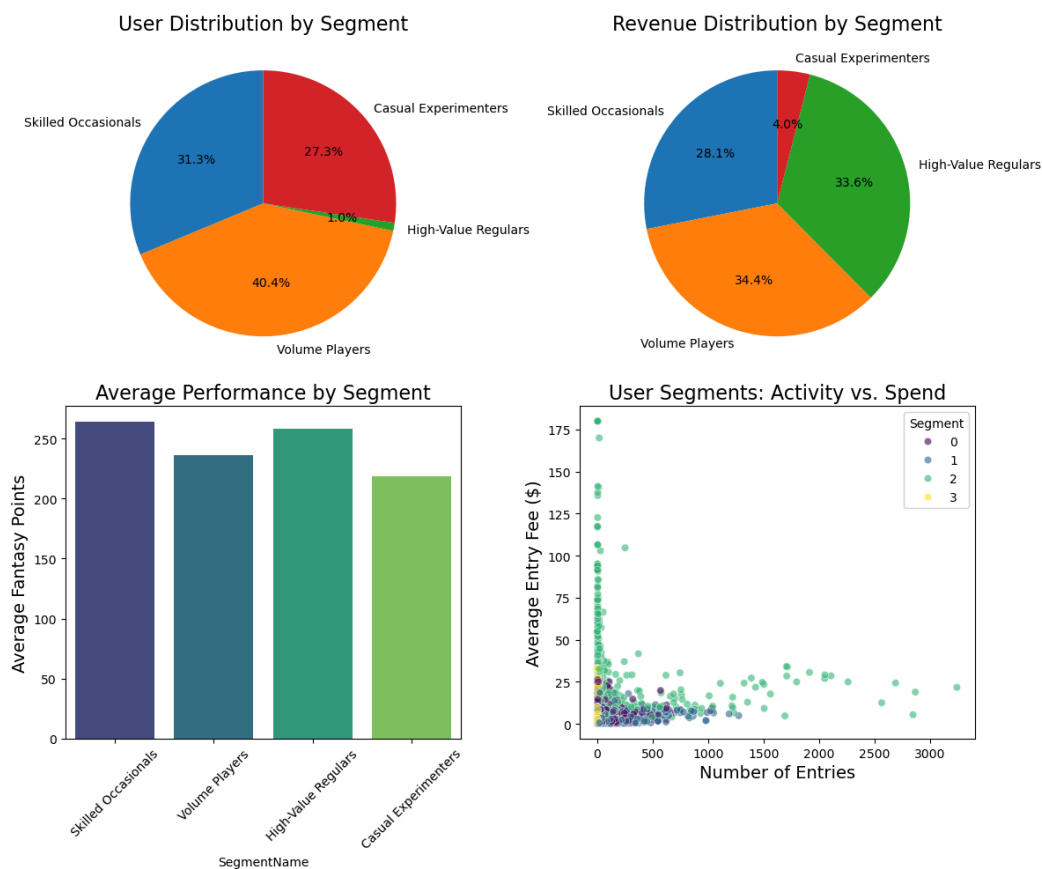 User Distribution by Segment
Skilled Occasionals
Casual Experimenters
31.3%
27.3%
1.0%
High-Value Regulars
40.4%
Volume Players
Revenue Distribution by Segment
Casual Experimenters
Skilled Occasionals
4.0%
28.1%
High-Value Regulars
33.6%
34.4%
Volume Players
Average Performance by Segment
Average Fantasy Points
250
200
150
100
50
0
Skilled Occasionals
Volume Players
High-Value Regulars
Casual Experimenters
SegmentName
User Segments: Activity vs. Spend
Average Entry Fee ($)
175
150
125
100
75
50
25
0
Segment
0
1
2
3
0
500
1000
1500
2000
2500
3000
Number of Entries